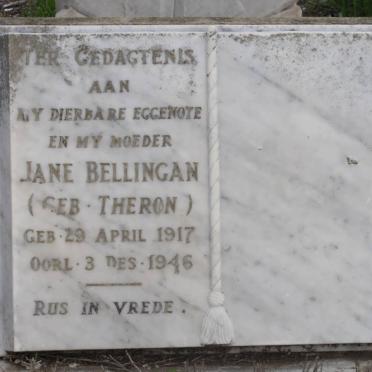 TER GEDAGTENIS
AAN
MY DIERBARE EGGENOTE
EN MY MOEDER
JANE BELLINGAN
( GEB · THERON )
GEB · 29 APRIL 1917
OORL · 3 DES · 1946
RUS IN VREDE .